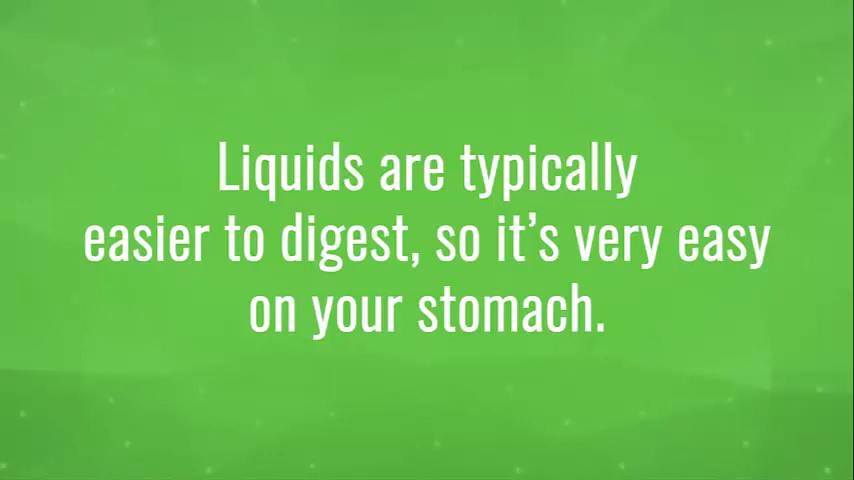 Liquids are typically
easier to digest, so it’s very easy
on your stomach.